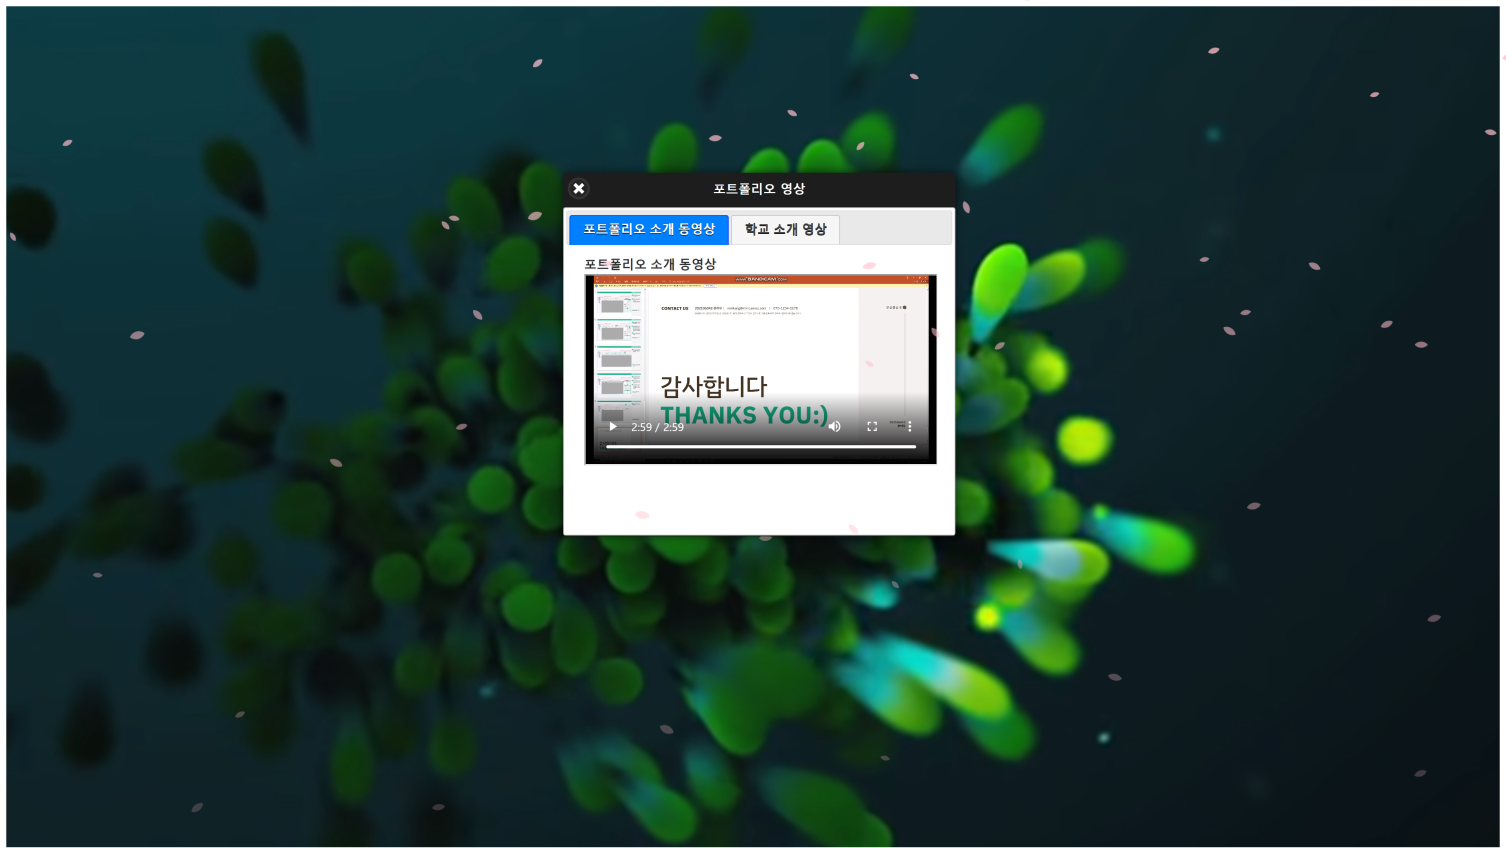 포트폴리오 영상
포트폴리오 소개 동영상
학교 소개 영상
포트폴리오 소개 동영상
CONTACT US
감사합니다
THANKS YOU:)
2:59 / 2:59